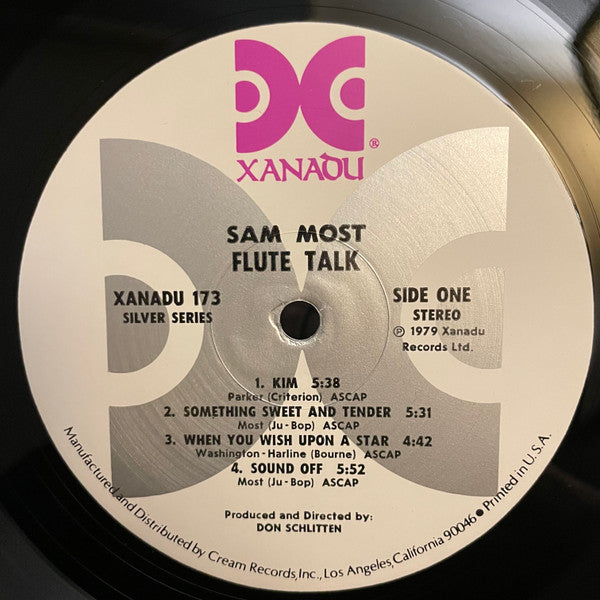 XANADU ®
SAM MOST
FLUTE TALK
XANADU 173
SILVER SERIES
SIDE ONE
STEREO
℗ 1979 Xanadu
Records Ltd.
1. KIM 5:38
Parker (Criterion) ASCAP
2. SOMETHING SWEET AND TENDER 5:31
Most (Ju-Bop) ASCAP
3. WHEN YOU WISH UPON A STAR 4:42
Washington-Harline (Bourne) ASCAP
4. SOUND OFF 5:52
Most (Ju-Bop) ASCAP
Produced and Directed by:
DON SCHLITTEN
Manufactured and Distributed by Cream Records, Inc., Los Angeles, California 90046 ● Printed in U.S.A.